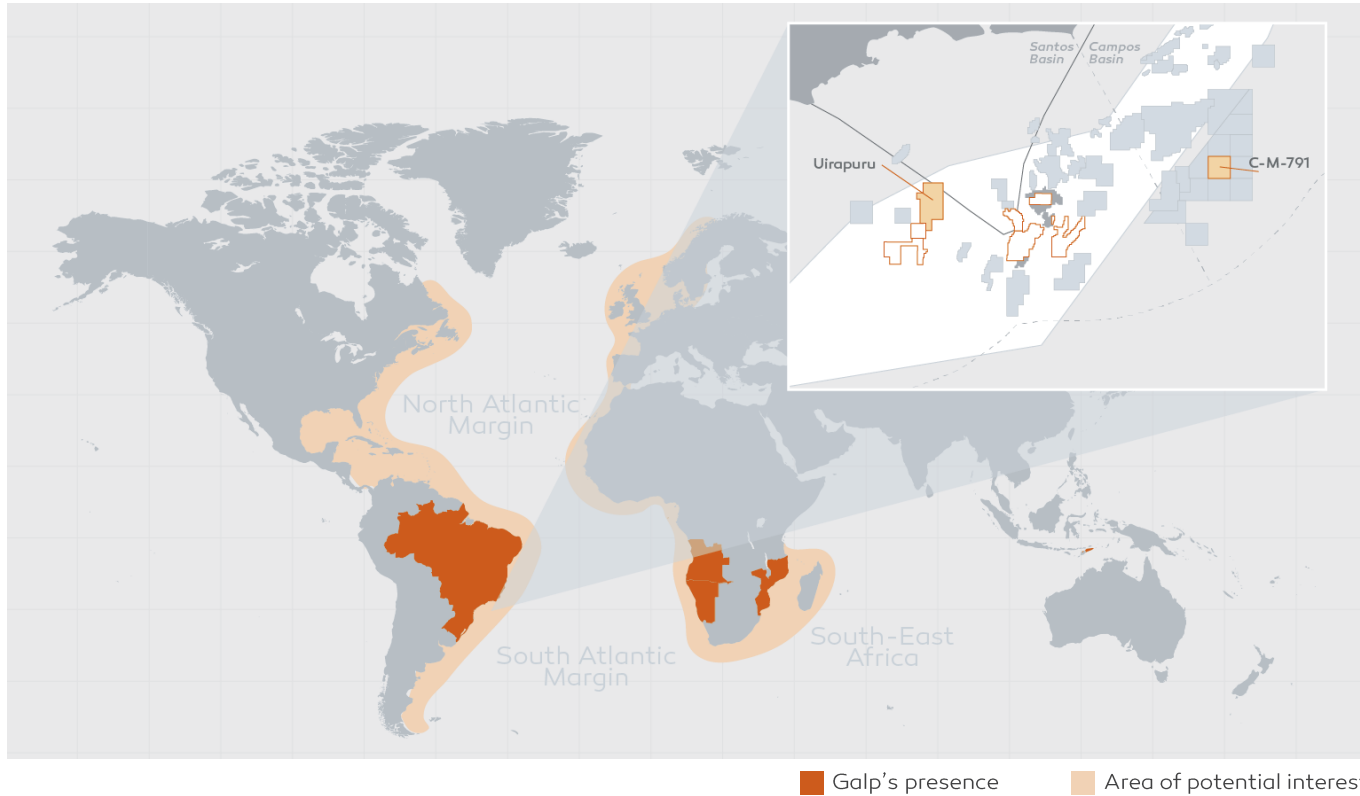 Santos Basin
Campos Basin
Uirapuru
C-M-791
North Atlantic
Margin
South Atlantic
Margin
South-East
Africa
Galp's presence
Area of potential interest